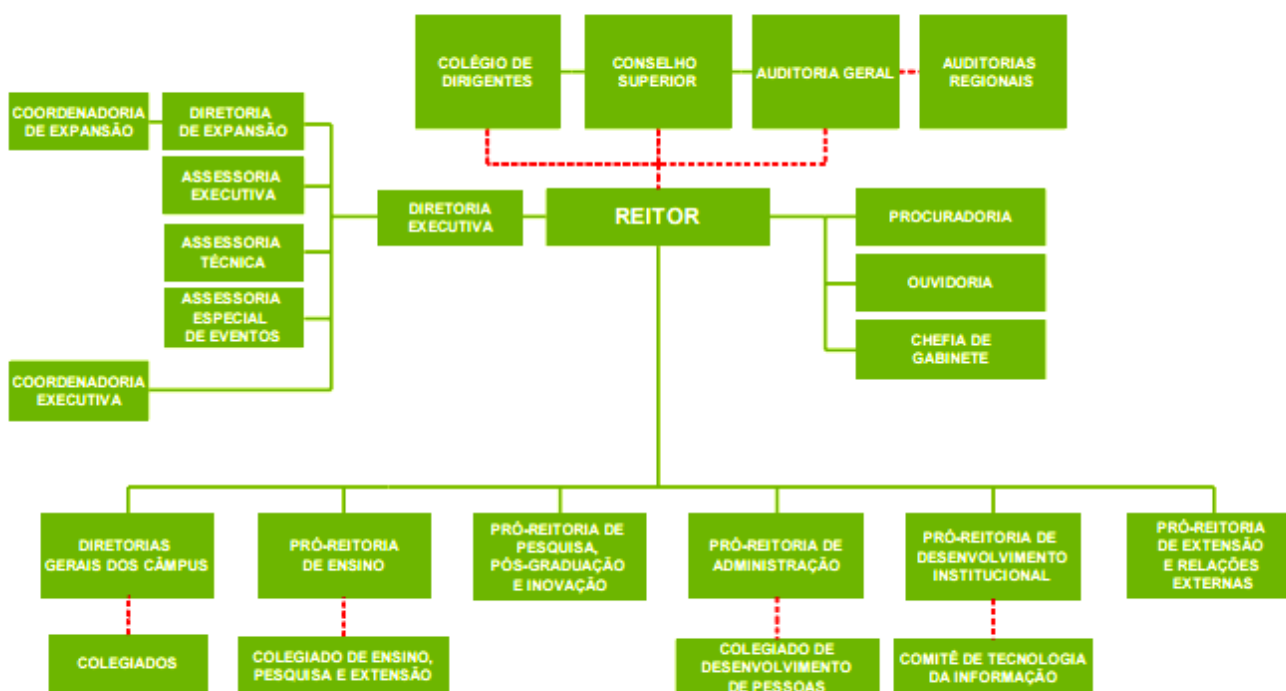 COLÉGIO DE
DIRIGENTES
CONSELHO
SUPERIOR
AUDITORIA GERAL
AUDITORIAS
REGIONAIS
COORDENADORIA
DE EXPANSÃO
DIRETORIA
DE EXPANSÃO
ASSESSORIA
EXECUTIVA
ASSESSORIA
TÉCNICA
ASSESSORIA
ESPECIAL
DE EVENTOS
COORDENADORIA
EXECUTIVA
DIRETORIA
EXECUTIVA
REITOR
PROCURADORIA
OUVIDORIA
CHEFIA DE
GABINETE
DIRETORIAS
GERAIS DOS CÂMPUS
PRÓ-REITORIA
DE ENSINO
PRÓ-REITORIA DE
PESQUISA,
PÓS-GRADUAÇÃO
E INOVAÇÃO
PRÓ-REITORIA DE
ADMINISTRAÇÃO
PRÓ-REITORIA DE
DESENVOLVIMENTO
INSTITUCIONAL
PRÓ-REITORIA
DE EXTENSÃO
E RELAÇÕES
EXTERNAS
COLEGIADOS
COLEGIADO DE ENSINO,
PESQUISA E EXTENSÃO
COLEGIADO DE
DESENVOLVIMENTO
DE PESSOAS
COMITÊ DE TECNOLOGIA
DA INFORMAÇÃO